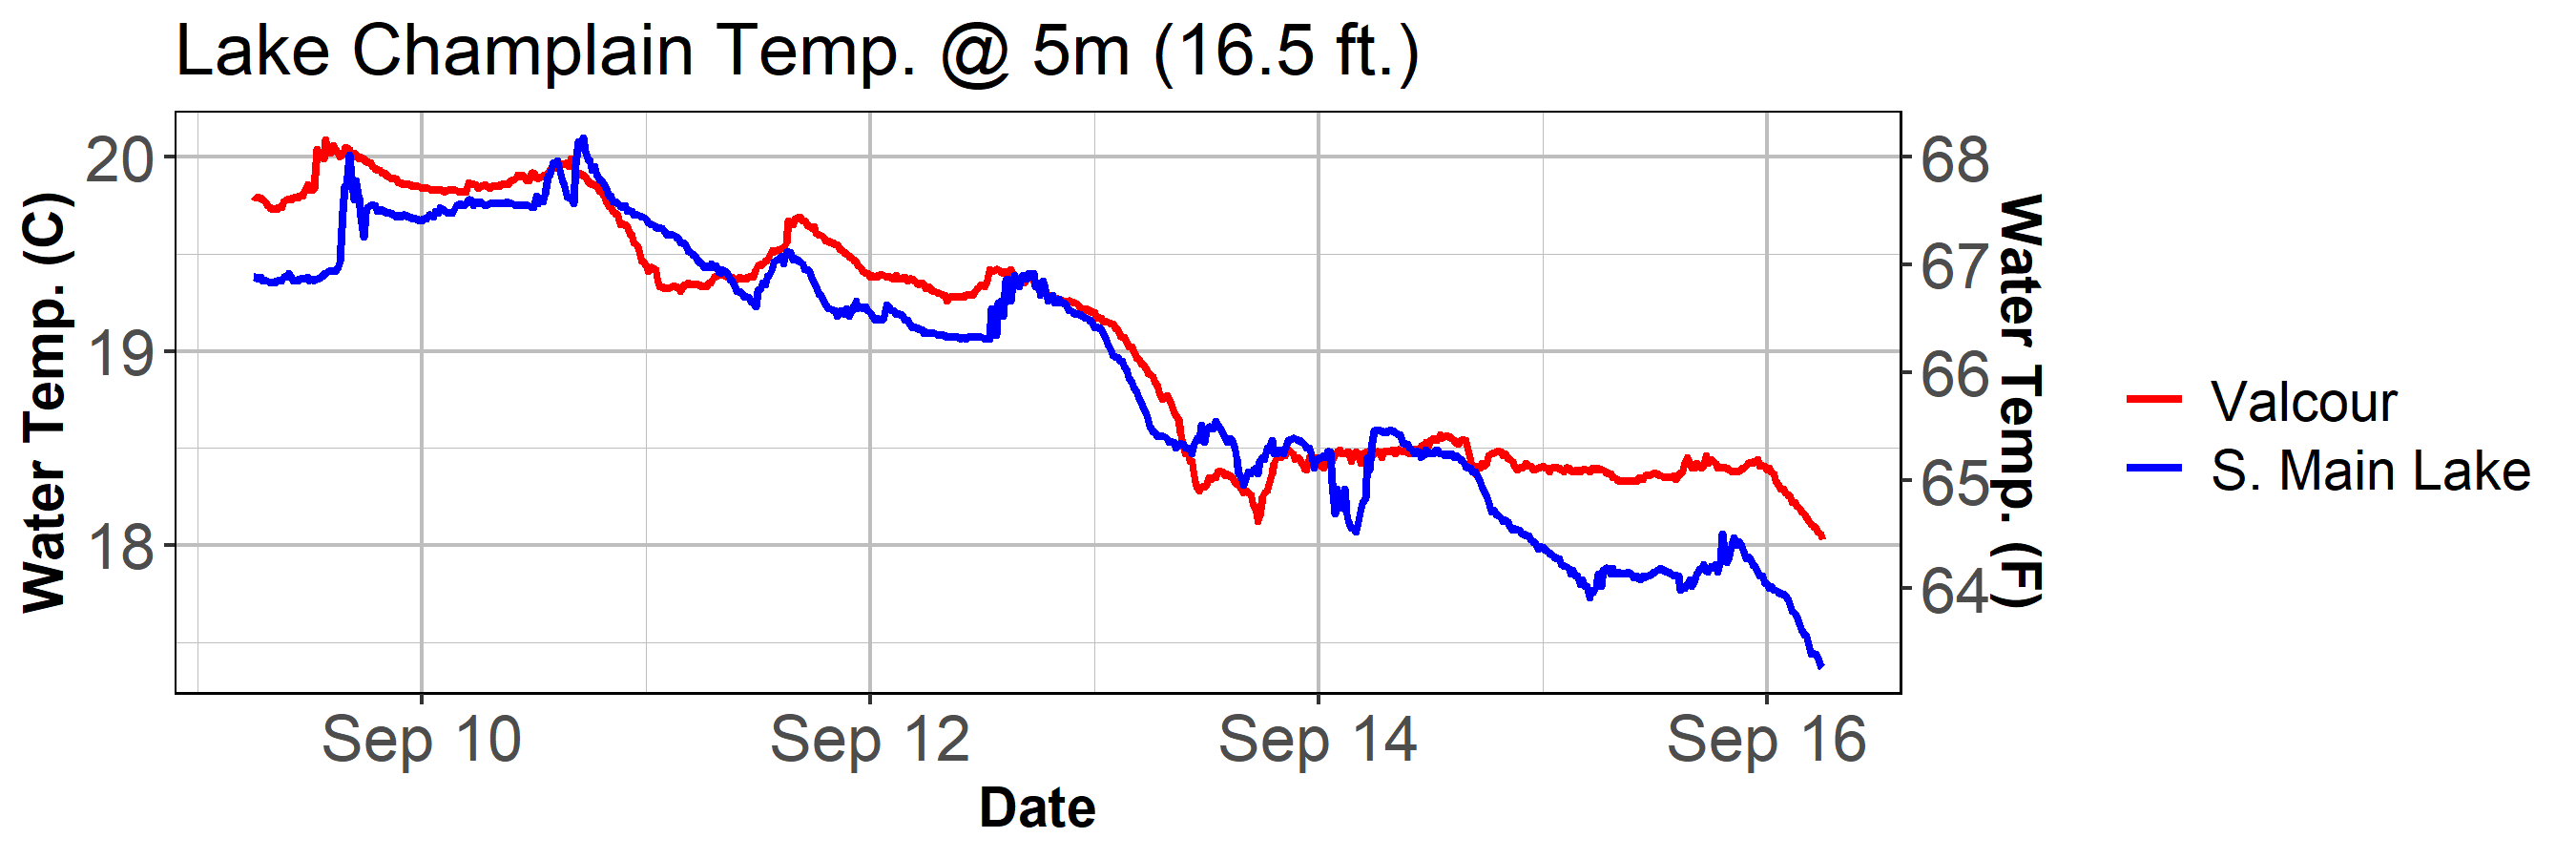 Lake Champlain Temp. @ 5m (16.5 ft.)
Water Temp. (C)
20
19
18
68
67
66
65
64
Water Temp. (F)
Sep 10
Sep 12
Sep 14
Sep 16
Date
Valcour
S. Main Lake